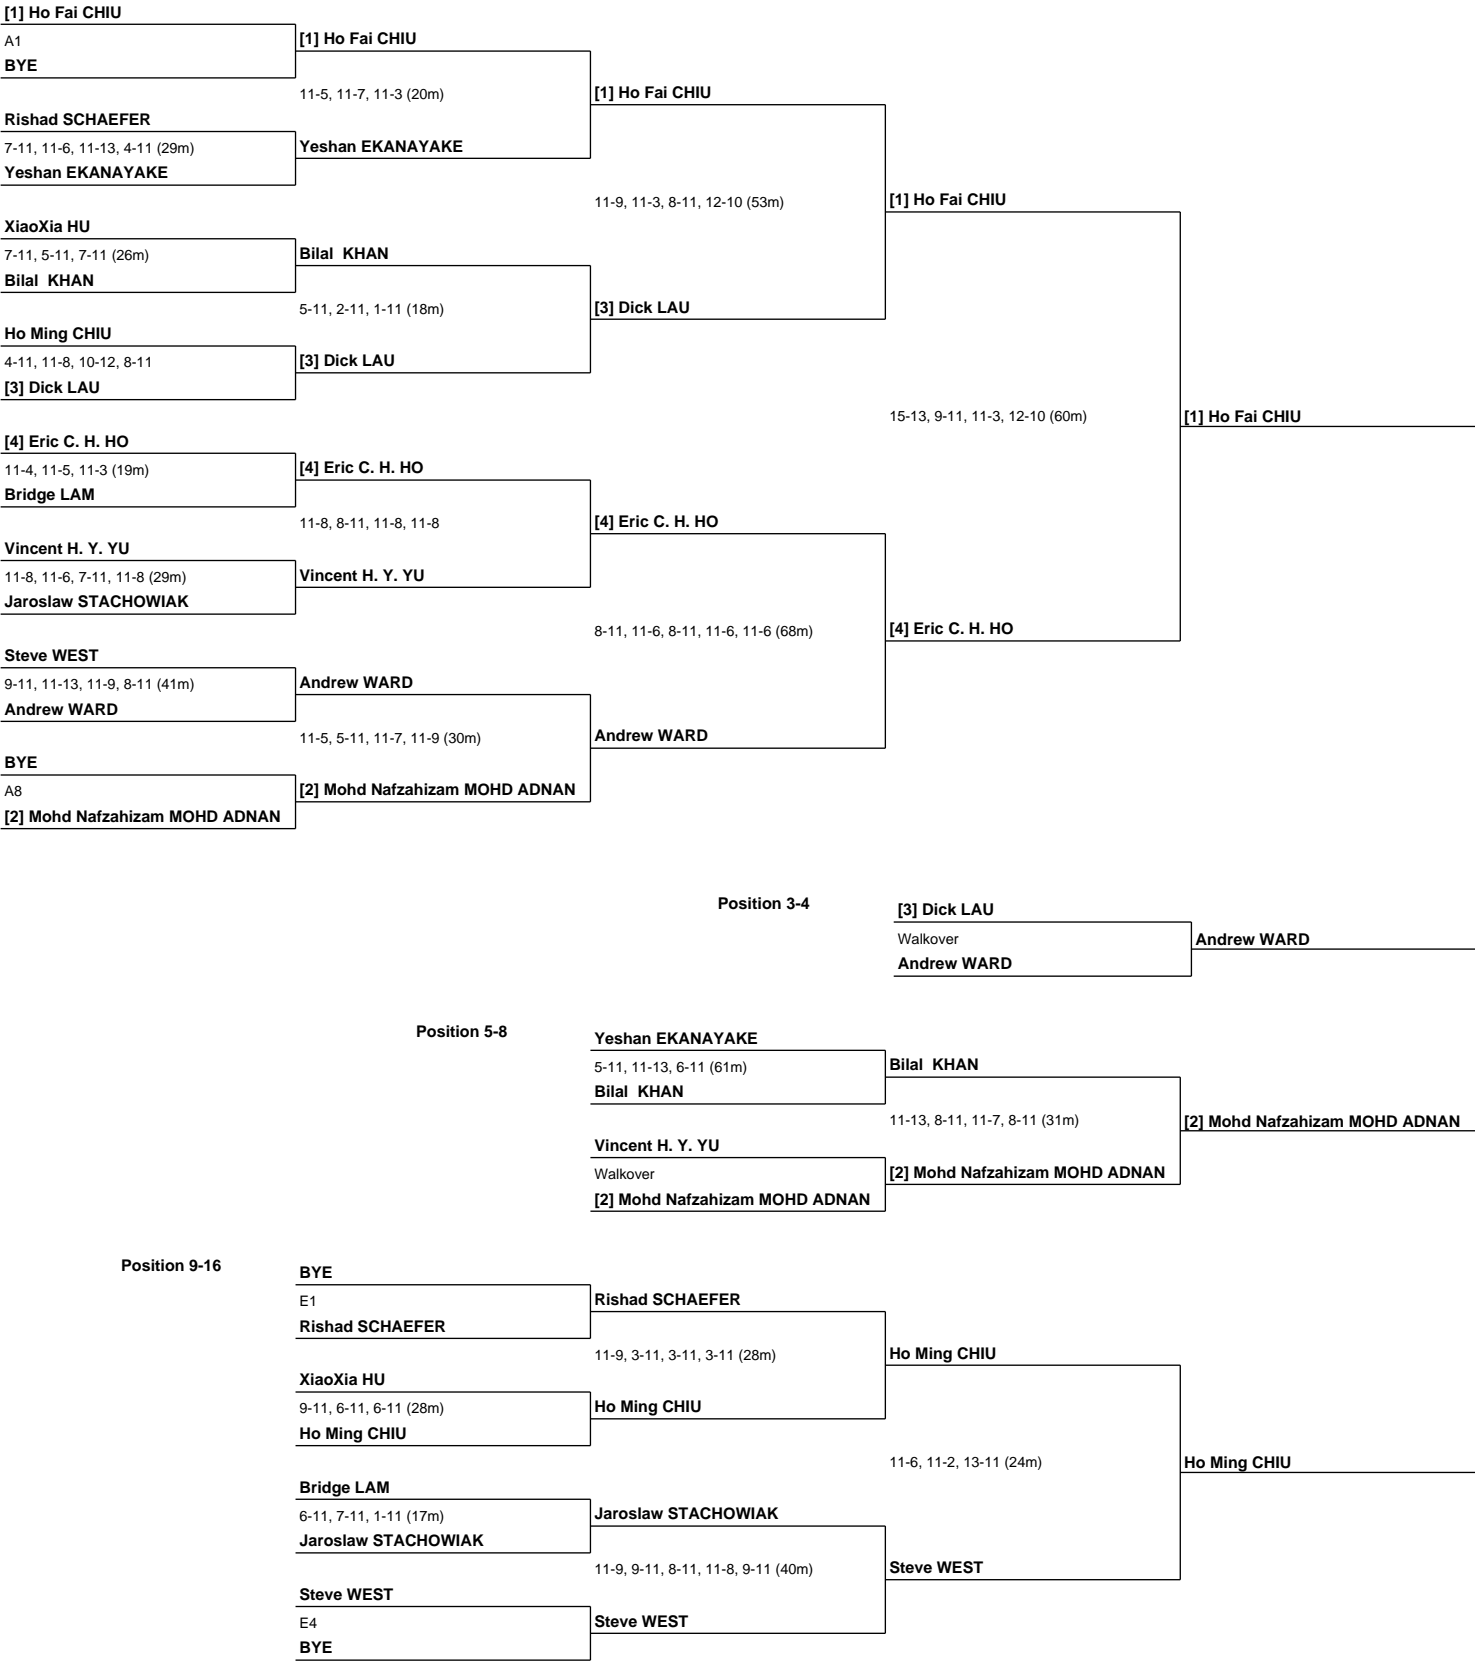 [1] Ho Fai CHIU
A1
BYE
[1] Ho Fai CHIU
11-5, 11-7, 11-3 (20m)
[1] Ho Fai CHIU
Rishad SCHAEFER
7-11, 11-6, 11-13, 4-11 (29m)
Yeshan EKANAYAKE
Yeshan EKANAYAKE
11-9, 11-3, 8-11, 12-10 (53m)
[1] Ho Fai CHIU
XiaoXia HU
7-11, 5-11, 7-11 (26m)
Bilal  KHAN
Bilal  KHAN
5-11, 2-11, 1-11 (18m)
[3] Dick LAU
Ho Ming CHIU
4-11, 11-8, 10-12, 8-11
[3] Dick LAU
[3] Dick LAU
15-13, 9-11, 11-3, 12-10 (60m)
[1] Ho Fai CHIU
[4] Eric C. H. HO
11-4, 11-5, 11-3 (19m)
Bridge LAM
[4] Eric C. H. HO
11-8, 8-11, 11-8, 11-8
[4] Eric C. H. HO
Vincent H. Y. YU
11-8, 11-6, 7-11, 11-8 (29m)
Jaroslaw STACHOWIAK
Vincent H. Y. YU
8-11, 11-6, 8-11, 11-6, 11-6 (68m)
[4] Eric C. H. HO
Steve WEST
9-11, 11-13, 11-9, 8-11 (41m)
Andrew WARD
Andrew WARD
11-5, 5-11, 11-7, 11-9 (30m)
Andrew WARD
BYE
A8
[2] Mohd Nafzahizam MOHD ADNAN
[2] Mohd Nafzahizam MOHD ADNAN
Position 3-4
[3] Dick LAU
Walkover
Andrew WARD
Andrew WARD
Position 5-8
Yeshan EKANAYAKE
5-11, 11-13, 6-11 (61m)
Bilal  KHAN
Bilal  KHAN
11-13, 8-11, 11-7, 8-11 (31m)
[2] Mohd Nafzahizam MOHD ADNAN
Vincent H. Y. YU
Walkover
[2] Mohd Nafzahizam MOHD ADNAN
[2] Mohd Nafzahizam MOHD ADNAN
Position 9-16
BYE
E1
Rishad SCHAEFER
Rishad SCHAEFER
11-9, 3-11, 3-11, 3-11 (28m)
Ho Ming CHIU
XiaoXia HU
9-11, 6-11, 6-11 (28m)
Ho Ming CHIU
Ho Ming CHIU
11-6, 11-2, 13-11 (24m)
Ho Ming CHIU
Bridge LAM
6-11, 7-11, 1-11 (17m)
Jaroslaw STACHOWIAK
Jaroslaw STACHOWIAK
11-9, 9-11, 8-11, 11-8, 9-11 (40m)
Steve WEST
Steve WEST
E4
BYE
Steve WEST